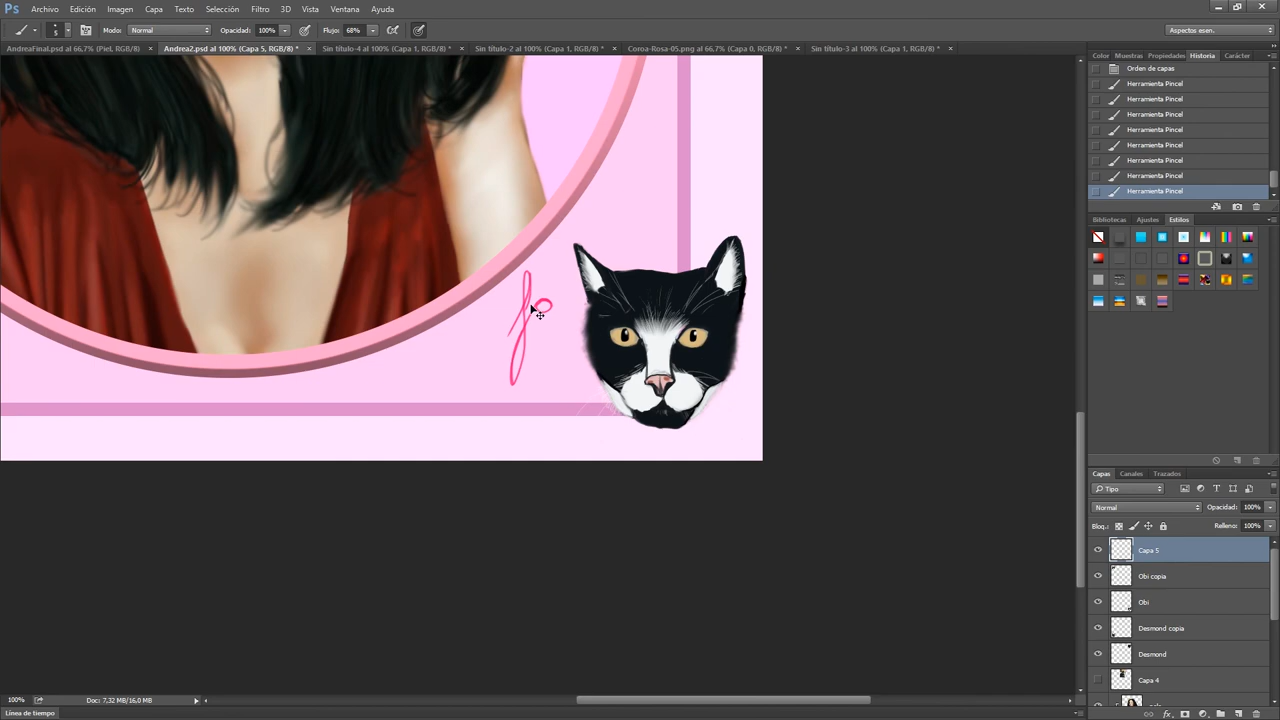 Ps Archivo Edición Imagen Capa Texto Selección Filtro 3D Vista Ventana Ayuda
5 Modo: Normal Opacidad: 100% Flujo: 68% Aspectos esen.
AndreaFinal.psd al 66,7% (Piel, RGB/8) × Andrea2.psd al 100% (Capa 5, RGB/8) * × Sin título-4 al 100% (Capa 1, RGB/8) * × Sin título-2 al 100% (Capa 1, RGB/8) * × Coroa-Rosa-05.png al 66,7% (Capa 0, RGB/8) * × Sin título-3 al 100% (Capa 1, RGB/8) * ×
Color Muestras Propiedades Historia Carácter
Orden de capas
Herramienta Pincel
Herramienta Pincel
Herramienta Pincel
Herramienta Pincel
Herramienta Pincel
Herramienta Pincel
Herramienta Pincel
Herramienta Pincel
Bibliotecas Ajustes Estilos
Capas Canales Trazados
Tipo
Normal Opacidad: 100%
Bloq.: Relleno: 100%
Capa 5
Obi copia
Obi
Desmond copia
Desmond
Capa 4
100% Doc: 7,32 MB/16,0 MB
Línea de tiempo